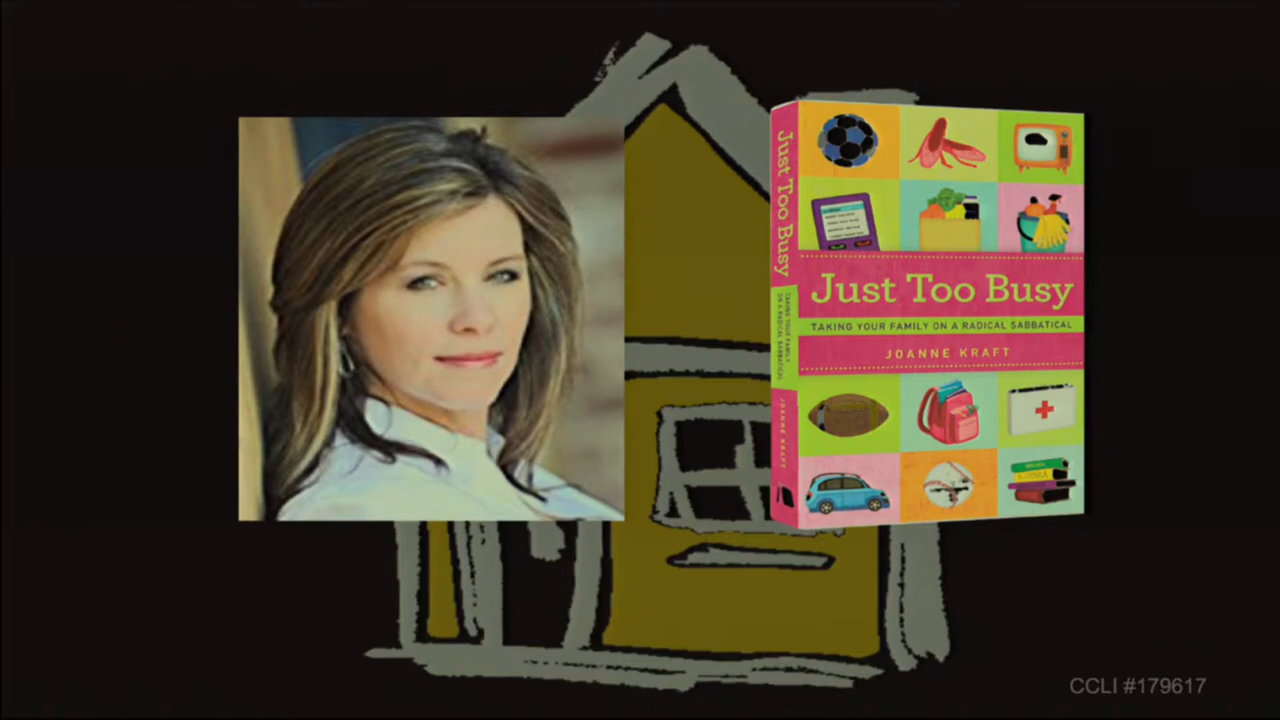 Just Too Busy
TAKING YOUR FAMILY
ON A RADICAL SABBATICAL
JOANNE KRAFT
Just Too Busy
TAKING YOUR FAMILY ON A RADICAL SABBATICAL
JOANNE KRAFT
CCLI #179617